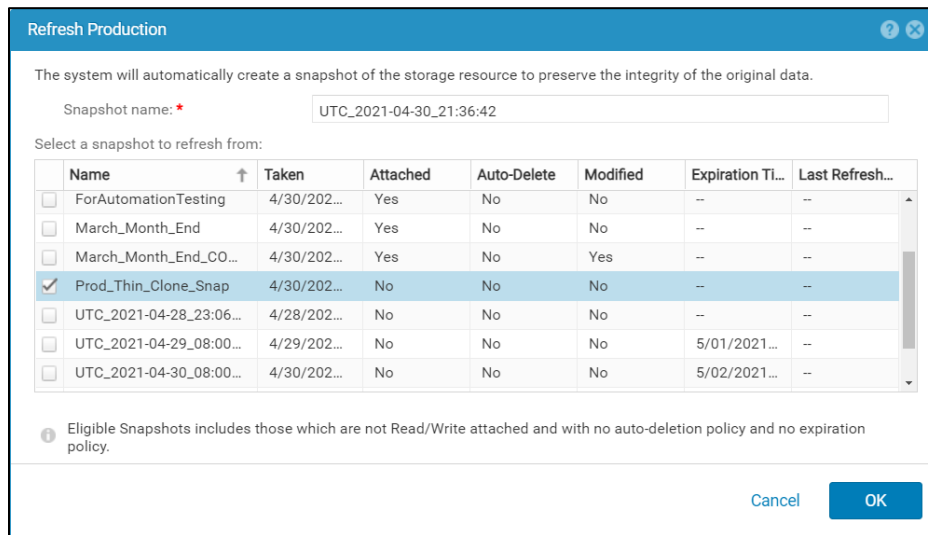 Refresh Production
The system will automatically create a snapshot of the storage resource to preserve the integrity of the original data.
Snapshot name: * UTC_2021-04-30_21:36:42
Select a snapshot to refresh from:
Name Taken Attached Auto-Delete Modified Expiration Ti... Last Refresh...
ForAutomationTesting 4/30/202... Yes No No -- --
March_Month_End 4/30/202... Yes No No -- --
March_Month_End_CO... 4/30/202... Yes No Yes -- --
Prod_Thin_Clone_Snap 4/30/202... No No No -- --
UTC_2021-04-28_23:06... 4/28/202... No No No -- --
UTC_2021-04-29_08:00... 4/29/202... No No No 5/01/2021... --
UTC_2021-04-30_08:00... 4/30/202... No No No 5/02/2021... --
Eligible Snapshots includes those which are not Read/Write attached and with no auto-deletion policy and no expiration
policy.
Cancel OK